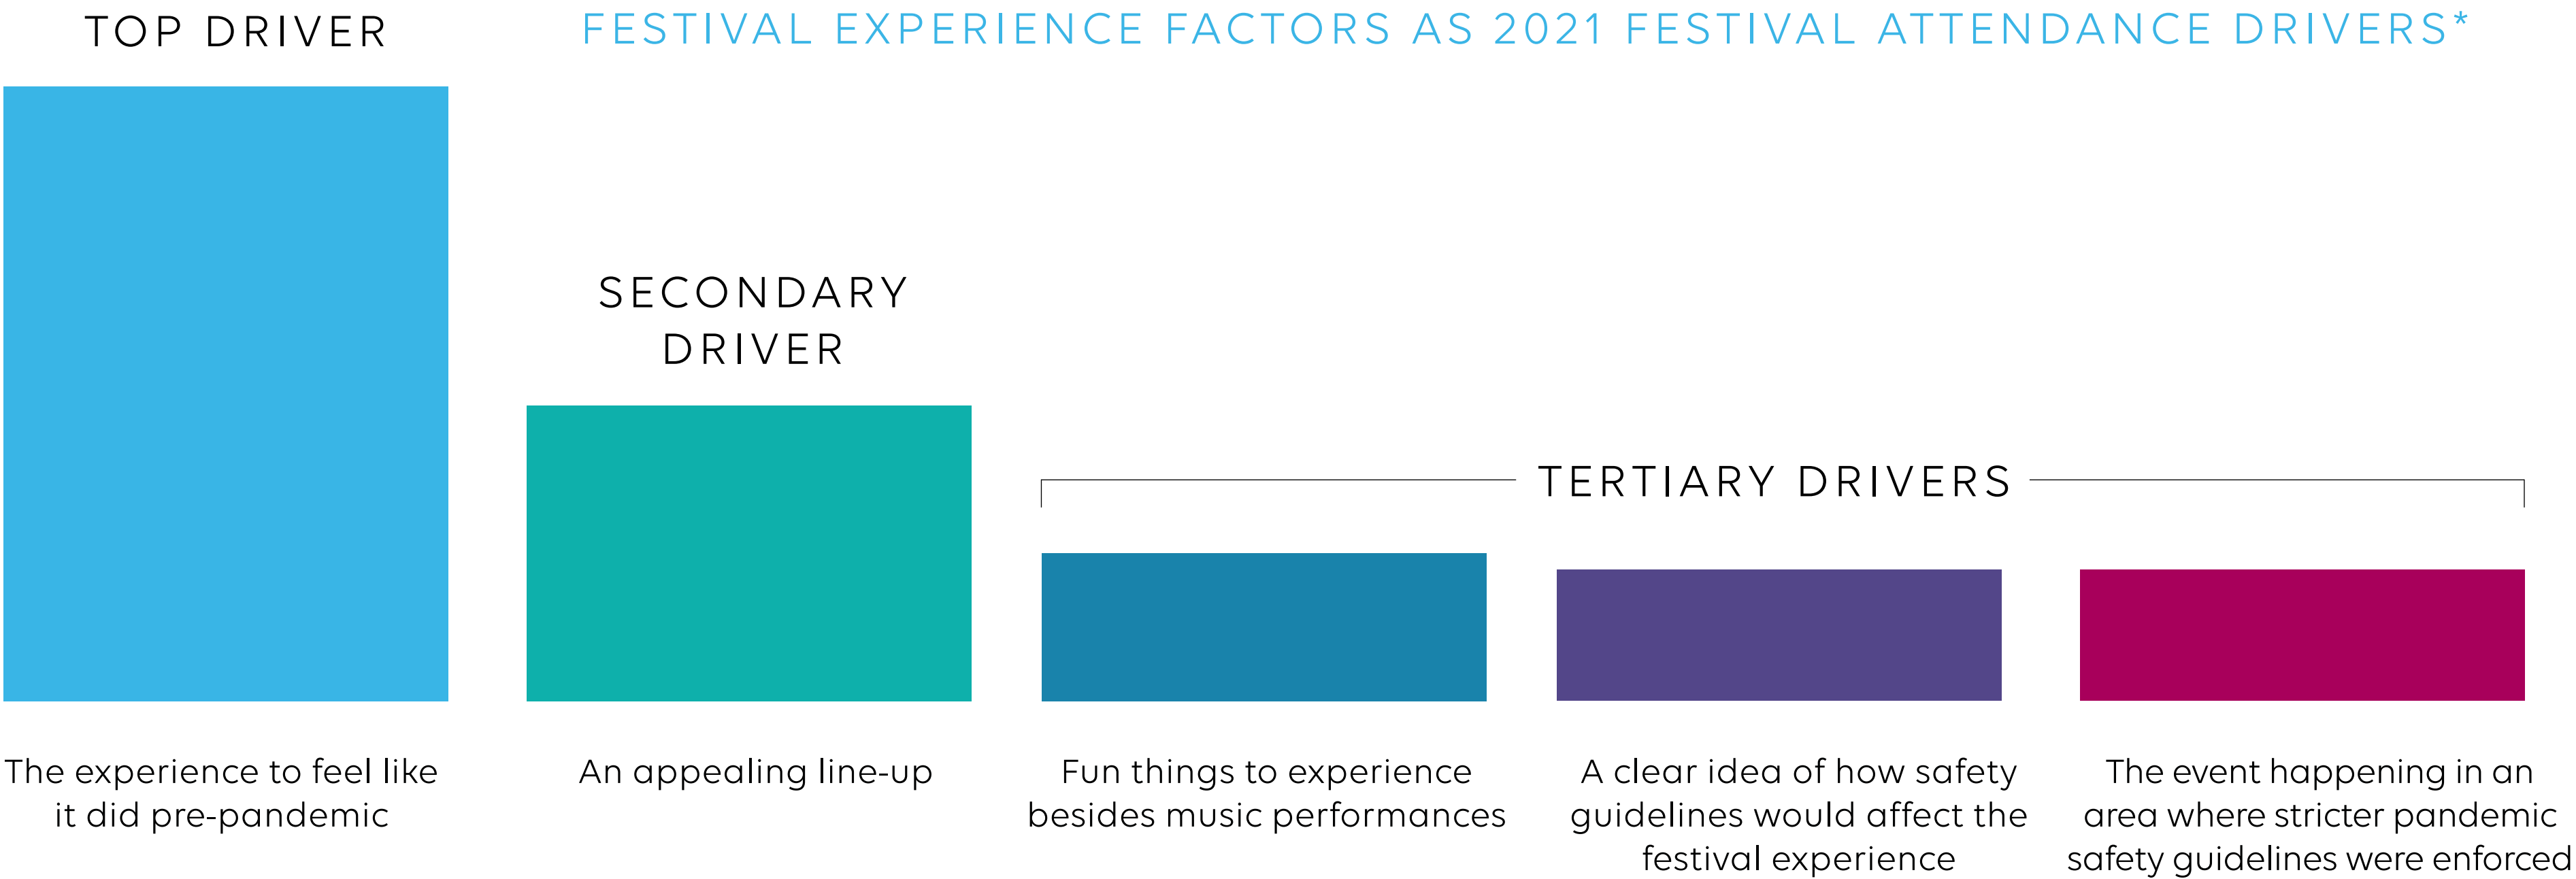 TOP DRIVER
FESTIVAL EXPERIENCE FACTORS AS 2021 FESTIVAL ATTENDANCE DRIVERS*
SECONDARY
DRIVER
TERTIARY DRIVERS
The experience to feel like
it did pre-pandemic
An appealing line-up
Fun things to experience
besides music performances
A clear idea of how safety
guidelines would affect the
festival experience
The event happening in an
area where stricter pandemic
safety guidelines were enforced